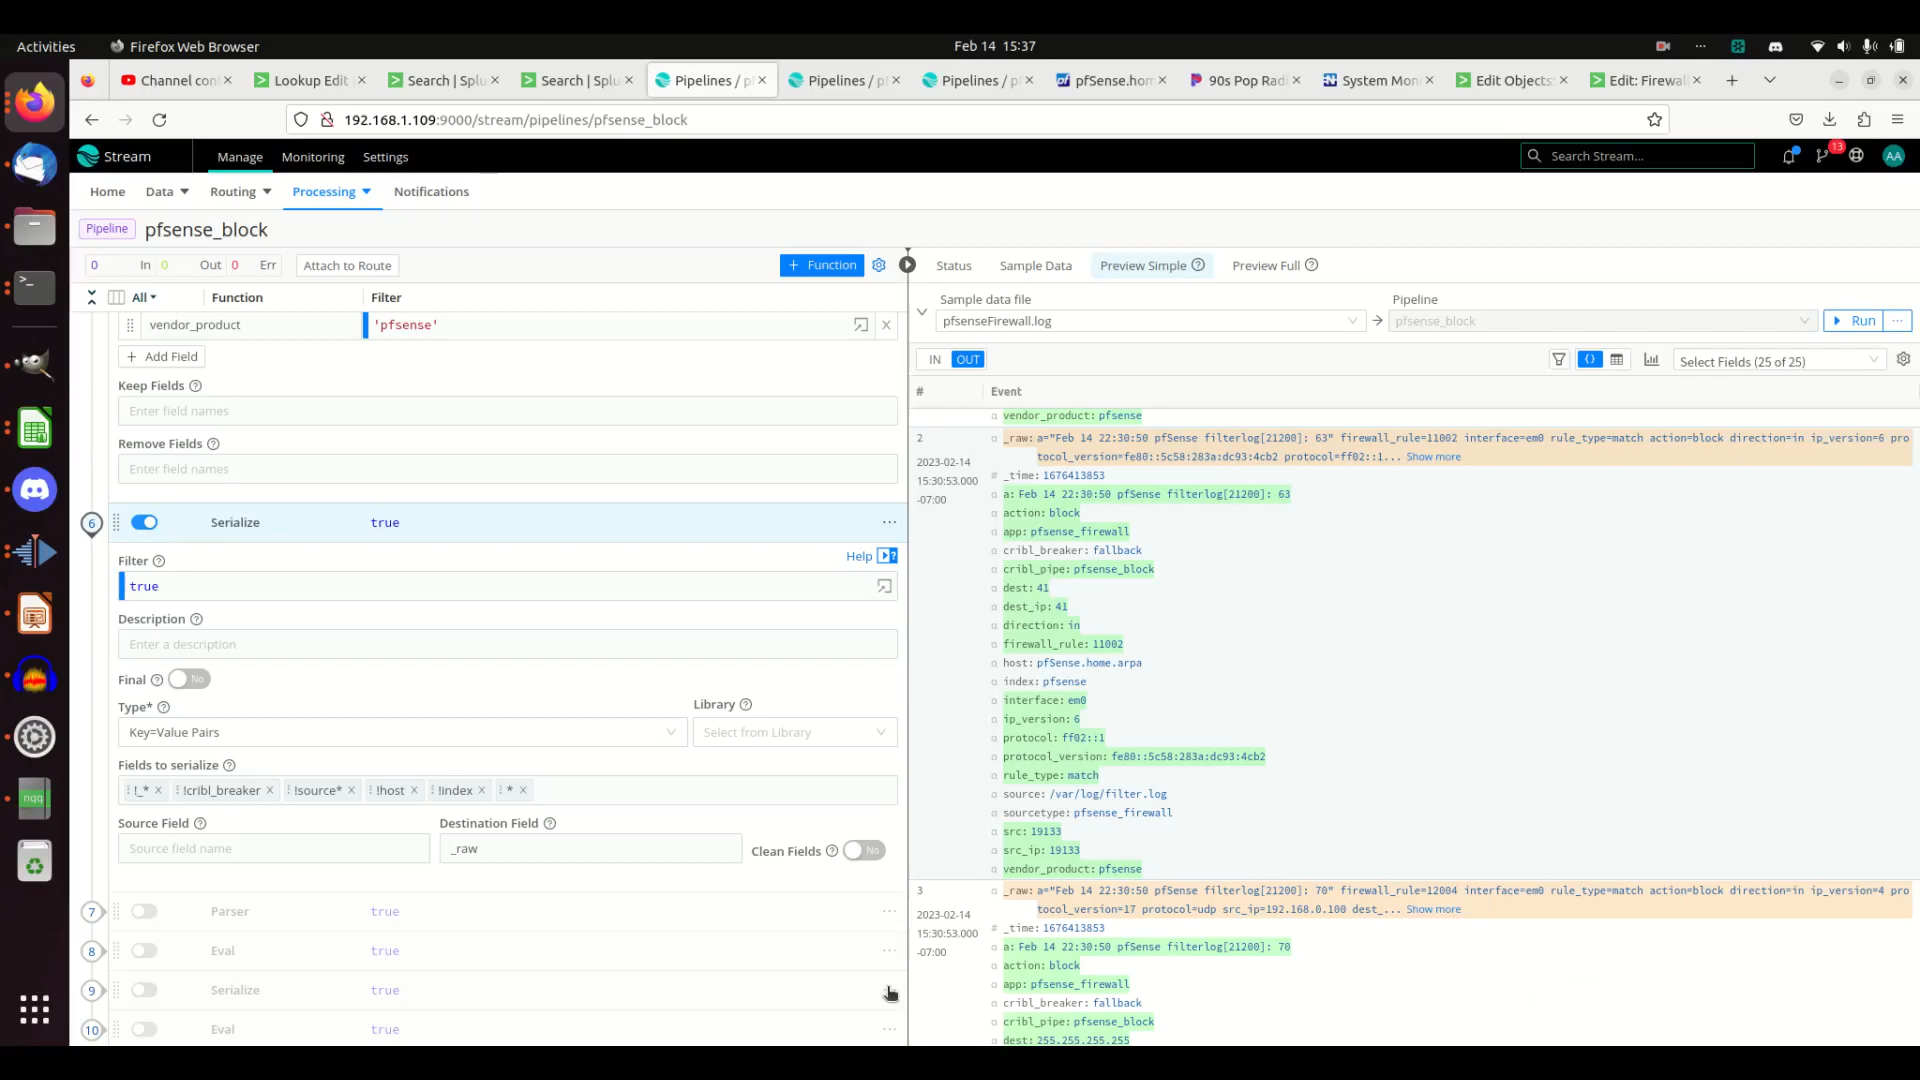 Activities
Firefox Web Browser
Feb 14 15:37
Channel con
Lookup Edit
Search | Splu
Search | Splu
Pipelines / p
Pipelines / p
Pipelines / p
pfSense.hom
90s Pop Radi
System Mon
Edit Objects:
Edit: Firewal
192.168.1.109:9000/stream/pipelines/pfsense_block
Stream
Manage
Monitoring
Settings
Search Stream...
13
AA
Home
Data
Routing
Processing
Notifications
Pipeline
pfsense_block
0 In 0 Out 0 Err
Attach to Route
+ Function
Status
Sample Data
Preview Simple
Preview Full
All
Function
Filter
vendor_product
'pfsense'
+ Add Field
Keep Fields
Enter field names
Remove Fields
Enter field names
6
Serialize
true
Help
Filter
true
Description
Enter a description
Final
No
Type*
Key=Value Pairs
Library
Select from Library
Fields to serialize
!_*
!cribl_breaker
!source*
!host
!index
*
Source Field
Source field name
Destination Field
_raw
Clean Fields
No
7 Parser true
8 Eval true
9 Serialize true
10 Eval true
Sample data file
pfsenseFirewall.log
Pipeline
pfsense_block
Run
IN
OUT
Select Fields (25 of 25)
#
Event
vendor_product: pfsense
2
2023-02-14
15:30:53.000
-07:00
_raw: a="Feb 14 22:30:50 pfSense filterlog[21200]: 63" firewall_rule=11002 interface=em0 rule_type=match action=block direction=in ip_version=6 pro
tocol_version=fe80::5c58:283a:dc93:4cb2 protocol=ff02::1... Show more
# _time: 1676413853
a: Feb 14 22:30:50 pfSense filterlog[21200]: 63
action: block
app: pfsense_firewall
cribl_breaker: fallback
cribl_pipe: pfsense_block
dest: 41
dest_ip: 41
direction: in
firewall_rule: 11002
host: pfSense.home.arpa
index: pfsense
interface: em0
ip_version: 6
protocol: ff02::1
protocol_version: fe80::5c58:283a:dc93:4cb2
rule_type: match
source: /var/log/filter.log
sourcetype: pfsense_firewall
src: 19133
src_ip: 19133
vendor_product: pfsense
3
2023-02-14
15:30:53.000
-07:00
_raw: a="Feb 14 22:30:50 pfSense filterlog[21200]: 70" firewall_rule=12004 interface=em0 rule_type=match action=block direction=in ip_version=4 pro
tocol_version=17 protocol=udp src_ip=192.168.0.100 dest_... Show more
# _time: 1676413853
a: Feb 14 22:30:50 pfSense filterlog[21200]: 70
action: block
app: pfsense_firewall
cribl_breaker: fallback
cribl_pipe: pfsense_block
dest: 255.255.255.255
nqq